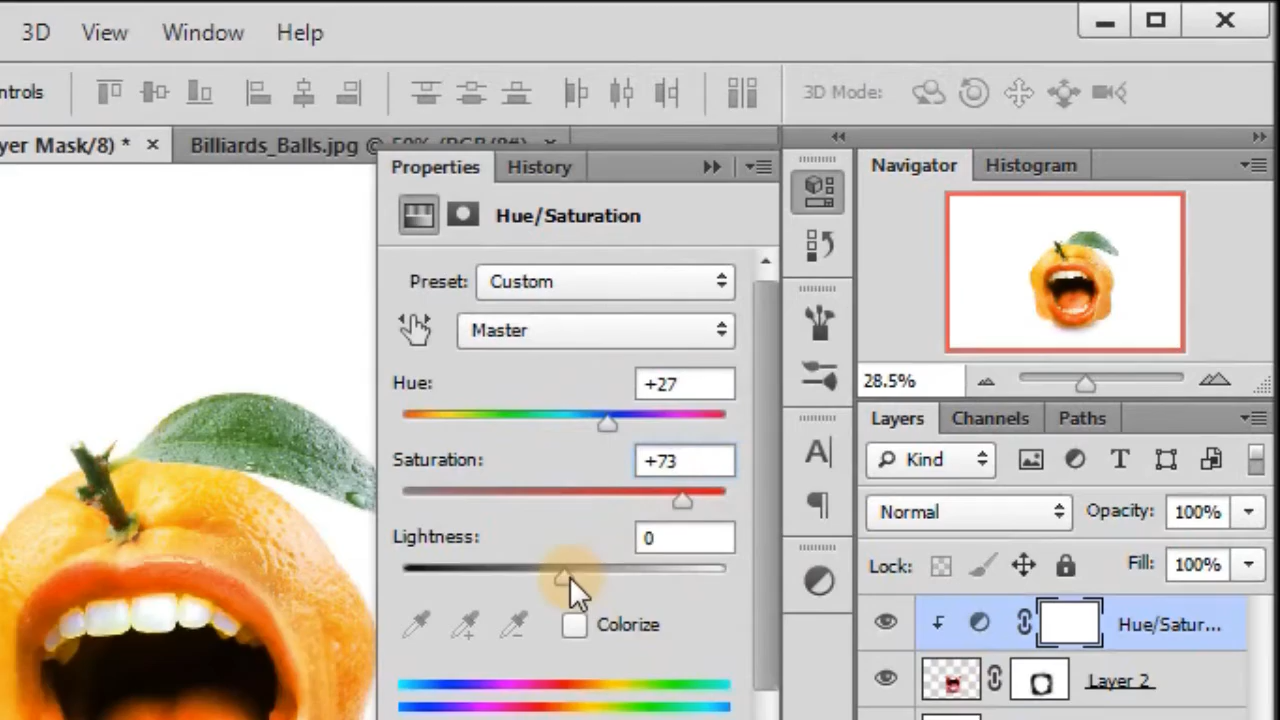 3D View Window Help
ntrols
3D Mode:
yer Mask/8) * × Billiards_Balls.jpg @ 50% (RGB/8#)
Properties History
Navigator Histogram
Hue/Saturation
Preset: Custom
Master
Hue: +27
28.5%
Layers Channels Paths
Saturation: +73
Kind
T
A
Normal Opacity: 100%
Lightness: 0
Lock: Fill: 100%
Colorize
Hue/Satur...
Layer 2